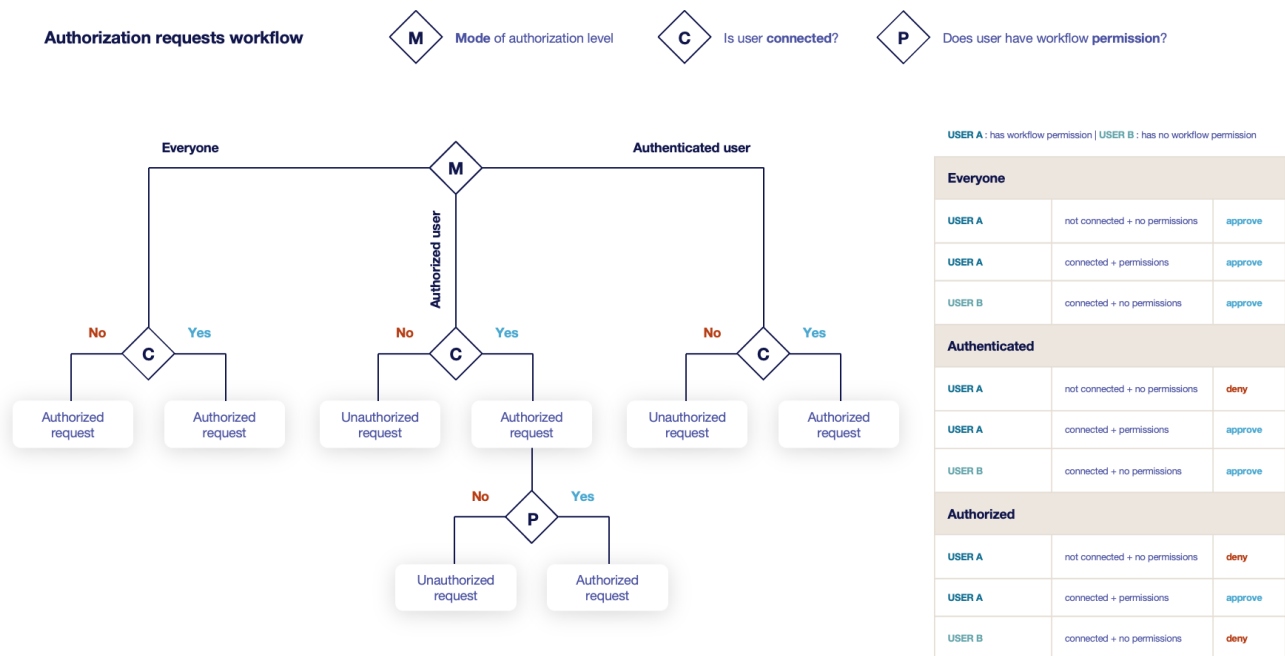 Authorization requests workflow
M Mode of authorization level
C Is user connected?
P Does user have workflow permission?
Everyone
M
Authenticated user
Authorized user
No
C
Yes
Authorized
request
Authorized
request
No
C
Yes
Unauthorized
request
Authorized
request
No
P
Yes
Unauthorized
request
Authorized
request
No
C
Yes
Unauthorized
request
Authorized
request
USER A : has workflow permission | USER B : has no workflow permission
Everyone
USER A not connected + no permissions approve
USER A connected + permissions approve
USER B connected + no permissions approve
Authenticated
USER A not connected + no permissions deny
USER A connected + permissions approve
USER B connected + no permissions approve
Authorized
USER A not connected + no permissions deny
USER A connected + permissions approve
USER B connected + no permissions deny